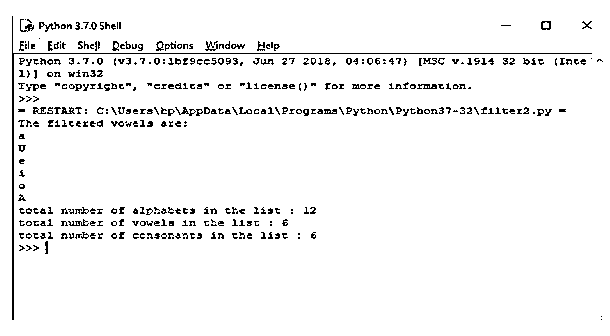 Python 3.7.0 Shell
File Edit Shell Debug Options Window Help
Python 3.7.0 (v3.7.0:1bf9cc5093, Jun 27 2018, 04:06:47) [MSC v.1914 32 bit (Inte
l)] on win32
Type "copyright", "credits" or "license()" for more information.
>>>
= RESTART: C:\Users\hp\AppData\Local\Programs\Python\Python37-32\filter2.py =
The filtered vowels are:
a
U
e
i
o
A
total number of alphabets in the list : 12
total number of vowels in the list : 6
total number of consonants in the list : 6
>>>